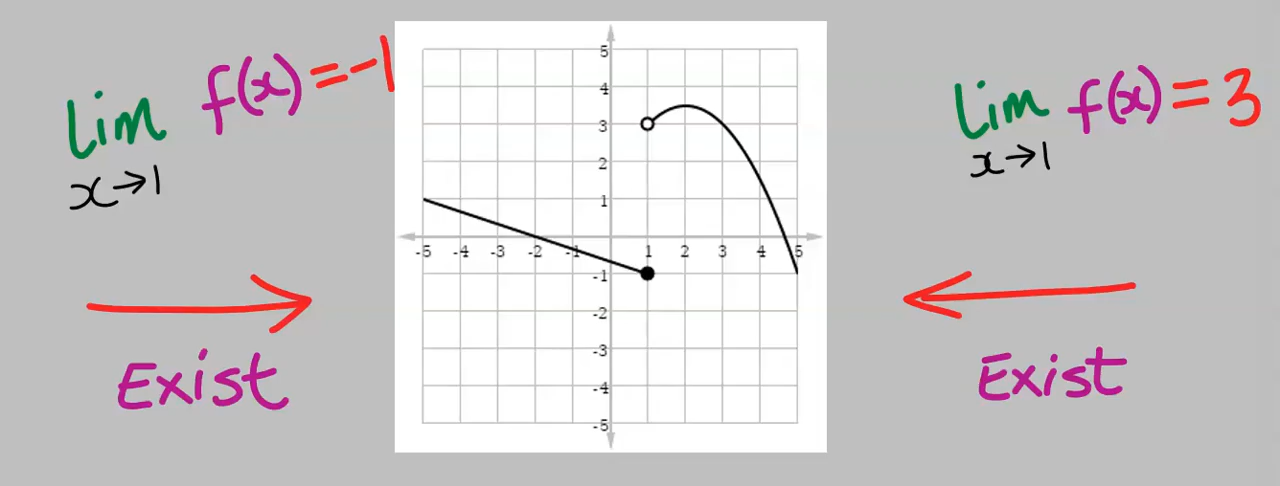 lim f(x) = -1
x→1
Exist
5
4
3
2
1
-5 -4 -3 -2 -1 1 2 3 4 5
-1
-2
-3
-4
-5
lim f(x) = 3
x→1
Exist